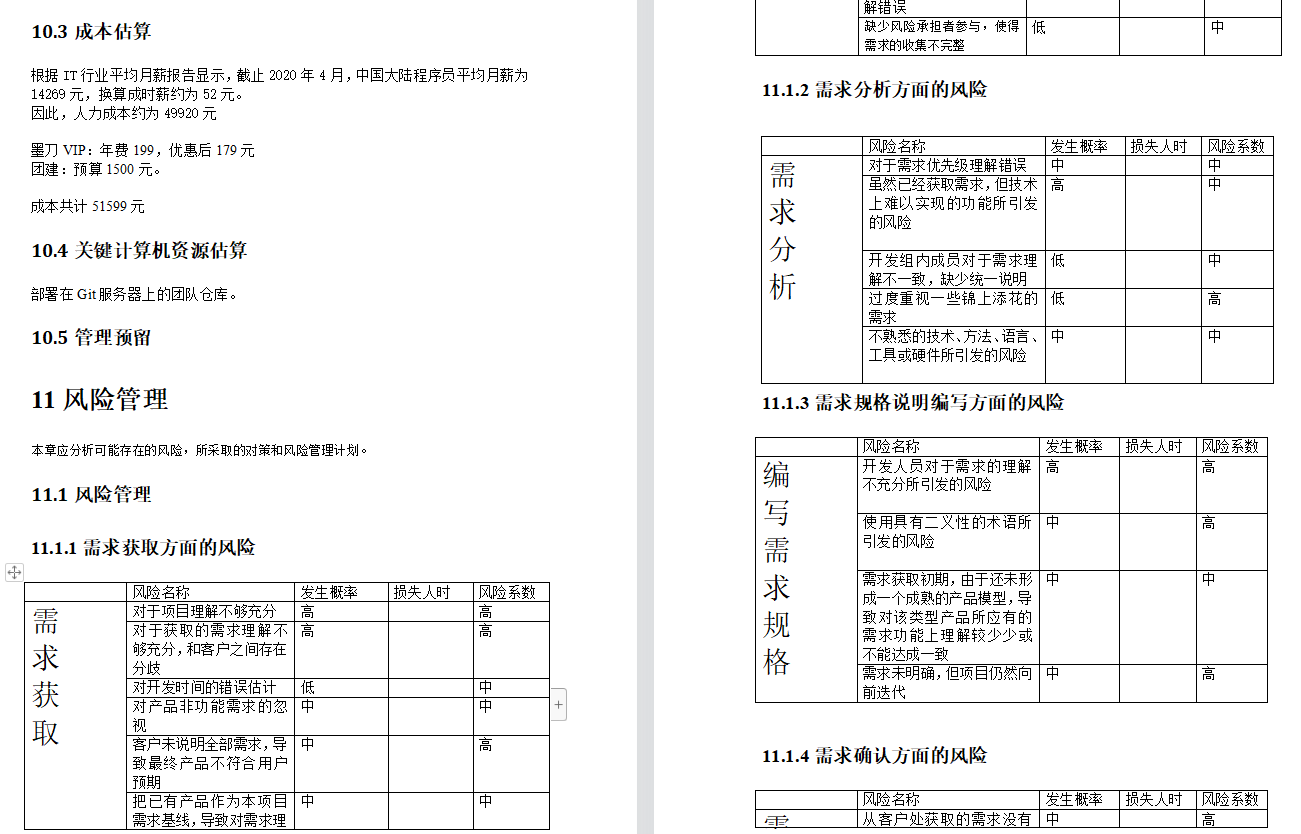 10.3 成本估算
根据 IT 行业平均月薪报告显示，截止 2020 年 4 月，中国大陆程序员平均月薪为
14269 元，换算成时薪约为 52 元。
因此，人力成本约为 49920 元
墨刀 VIP：年费 199，优惠后 179 元
团建：预算 1500 元。
成本共计 51599 元
10.4 关键计算机资源估算
部署在 Git 服务器上的团队仓库。
10.5 管理预留
11 风险管理
本章应分析可能存在的风险，所采取的对策和风险管理计划。
11.1 风险管理
11.1.1 需求获取方面的风险
风险名称 发生概率 损失人时 风险系数
需求获取
对于项目理解不够充分 高 高
对于获取的需求理解不 高 高
够充分，和客户之间存在
分歧
对开发时间的错误估计 低 中
对产品非功能需求的忽 中 中
视
客户未说明全部需求，导 中 高
致最终产品不符合用户
预期
把已有产品作为本项目 中 中
需求基线，导致对需求理
解错误
缺少风险承担者参与，使得 低 中
需求的收集不完整
11.1.2 需求分析方面的风险
风险名称 发生概率 损失人时 风险系数
需求分析
对于需求优先级理解错误 中 中
虽然已经获取需求，但技术 高 中
上难以实现的功能所引发
的风险
开发组内成员对于需求理 低 中
解不一致，缺少统一说明
过度重视一些锦上添花的 低 高
需求
不熟悉的技术、方法、语言、 中 中
工具或硬件所引发的风险
11.1.3 需求规格说明编写方面的风险
风险名称 发生概率 损失人时 风险系数
编写需求规格
开发人员对于需求的理解 高 高
不充分所引发的风险
使用具有二义性的术语所 中 高
引发的风险
需求获取初期，由于还未形 中 中
成一个成熟的产品模型，导
致对该类型产品所应有的
需求功能上理解较少少或
不能达成一致
需求未明确，但项目仍然向 中 高
前迭代
11.1.4 需求确认方面的风险
风险名称 发生概率 损失人时 风险系数
需
从客户处获取的需求没有 中 高